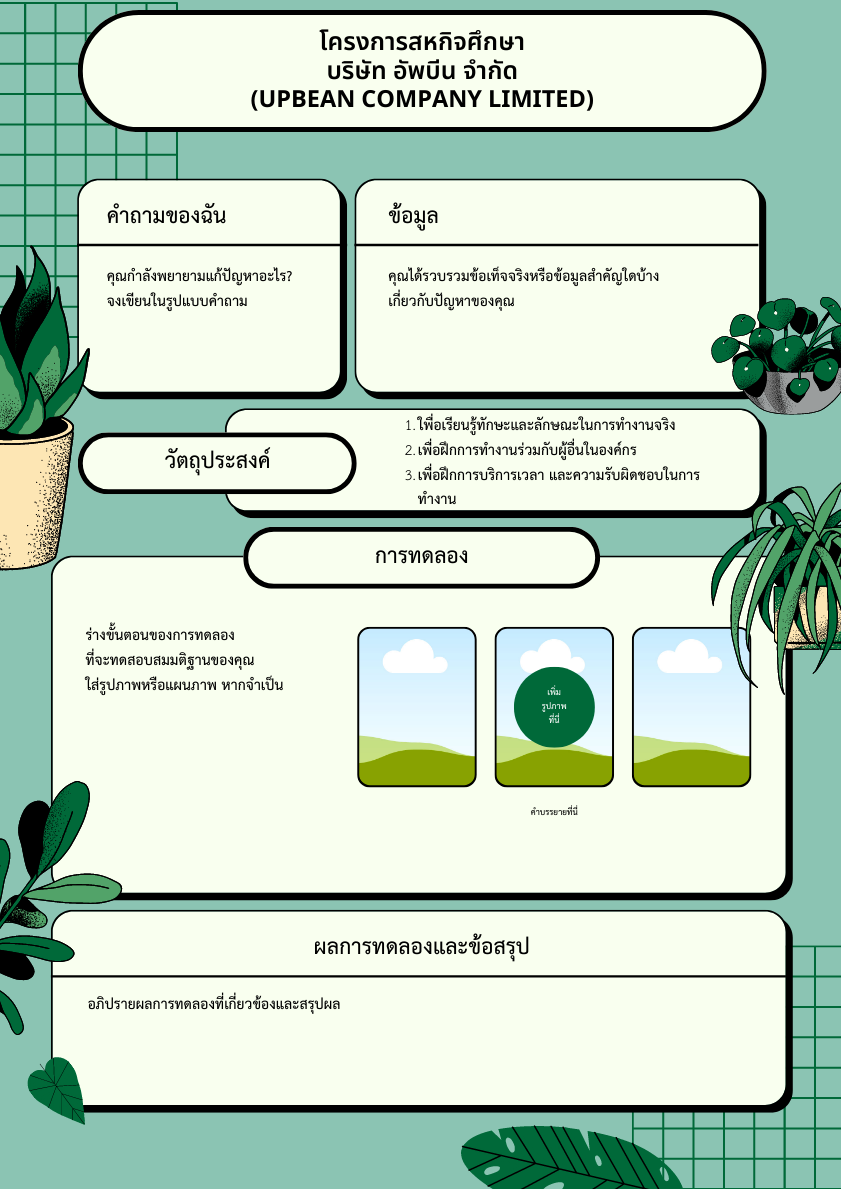 โครงการสหกิจศึกษา
บริษัท อัพบีน จำกัด
(UPBEAN COMPANY LIMITED)
คำถามของฉัน
คุณกำลังพยายามแก้ปัญหาอะไร?
จงเขียนในรูปแบบคำถาม
ข้อมูล
คุณได้รวบรวมข้อเท็จจริงหรือข้อมูลสำคัญใดบ้าง
เกี่ยวกับปัญหาของคุณ
วัตถุประสงค์
1. ไพื่อเรียนรู้ทักษะและลักษณะในการทำงานจริง
2. เพื่อฝึกการทำงานร่วมกับผู้อื่นในองค์กร
3. เพื่อฝึกการบริการเวลา และความรับผิดชอบในการ
ทำงาน
การทดลอง
ร่างขั้นตอนของการทดลอง
ที่จะทดสอบสมมติฐานของคุณ
ใส่รูปภาพหรือแผนภาพ หากจำเป็น
เพิ่ม
รูปภาพ
ที่นี่
คำบรรยายที่นี่
ผลการทดลองและข้อสรุป
อภิปรายผลการทดลองที่เกี่ยวข้องและสรุปผล